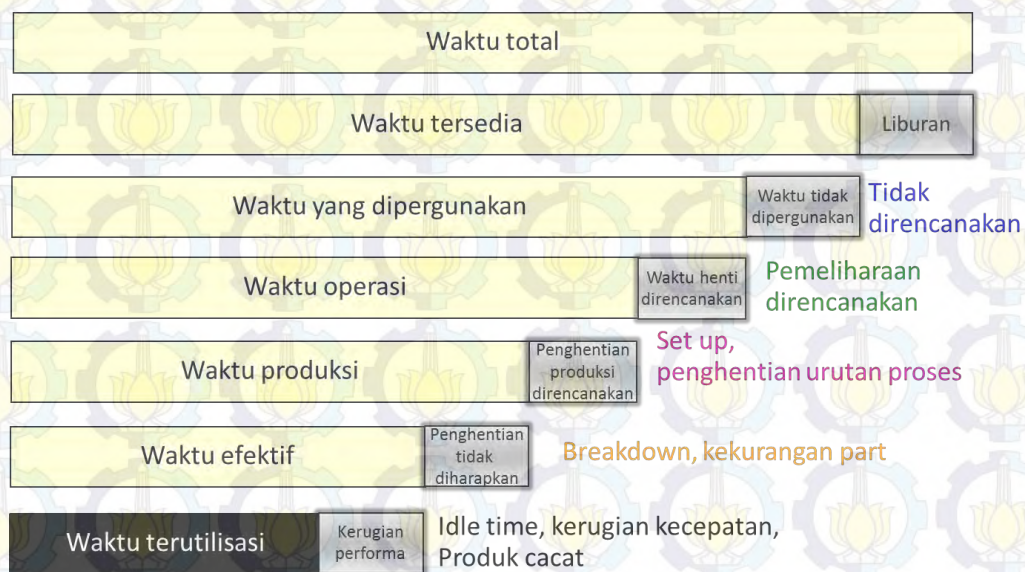 Waktu total
Waktu tersedia
Liburan
Waktu yang dipergunakan
Waktu tidak
dipergunakan
Tidak
direncanakan
Waktu operasi
Waktu henti
direncanakan
Pemeliharaan
direncanakan
Waktu produksi
Penghentian
produksi
direncanakan
Set up,
penghentian urutan proses
Waktu efektif
Penghentian
tidak
diharapkan
Breakdown, kekurangan part
Waktu terutilisasi
Kerugian
performa
Idle time, kerugian kecepatan,
Produk cacat